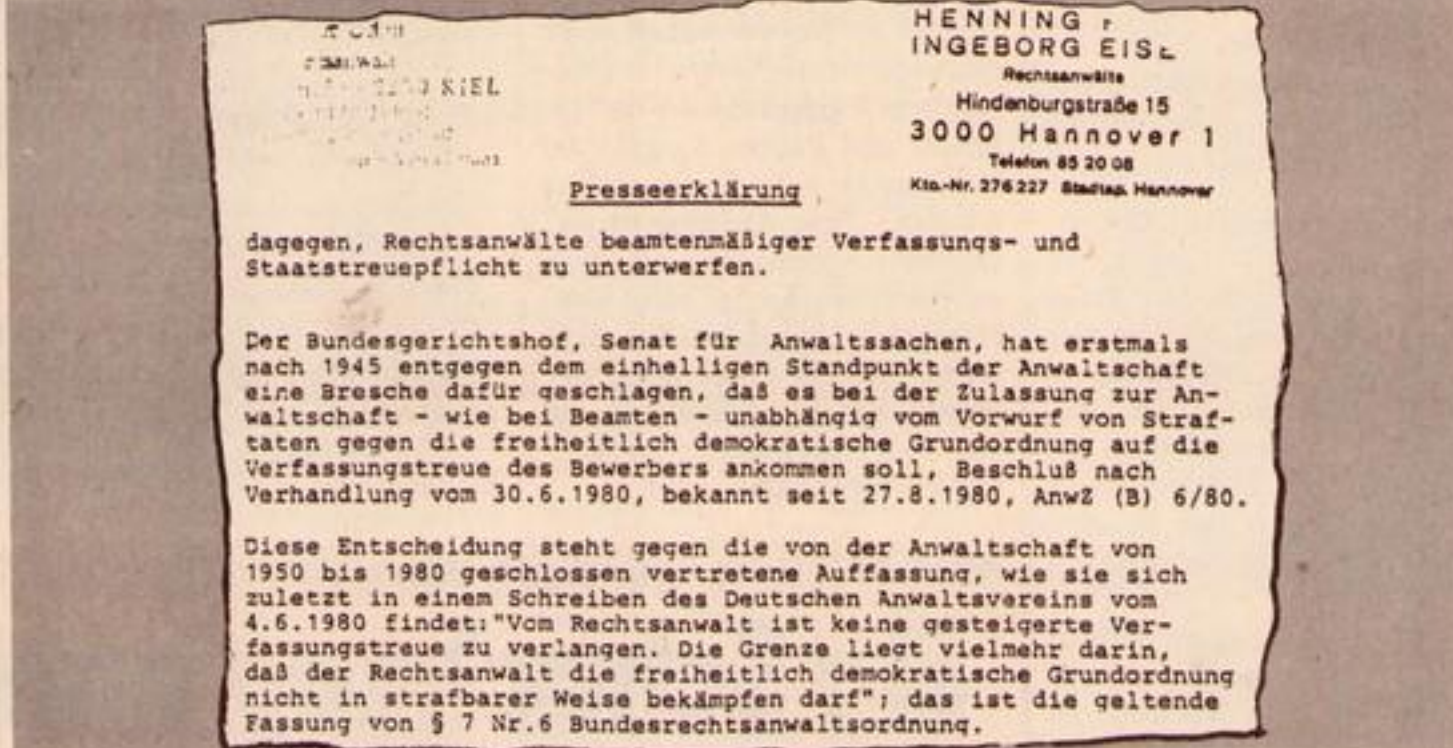 KIEL
HENNING
INGEBORG
Rechtsanwälte
Hindenburgstraße 15
3000 Hannover 1
Telefon 85 20 08
Kto.-Nr. 276 227 Stadtsp. Hannover
Presseerklärung
dagegen, Rechtsanwälte beamtenmäßiger Verfassungs- und
Staatstreuepflicht zu unterwerfen.
Der Bundesgerichtshof, Senat für Anwaltssachen, hat erstmals
nach 1945 entgegen dem einhelligen Standpunkt der Anwaltschaft
eine Bresche dafür geschlagen, daß es bei der Zulassung zur An-
waltschaft - wie bei Beamten - unabhängig vom Vorwurf von Straf-
taten gegen die freiheitlich demokratische Grundordnung auf die
Verfassungstreue des Bewerbers ankommen soll, Beschluß nach
Verhandlung vom 30.6.1980, bekannt seit 27.8.1980, AnwZ (B) 6/80.
Diese Entscheidung steht gegen die von der Anwaltschaft von
1950 bis 1980 geschlossen vertretene Auffassung, wie sie sich
zuletzt in einem Schreiben des Deutschen Anwaltsvereins vom
4.6.1980 findet:"Vom Rechtsanwalt ist keine gesteigerte Ver-
fassungstreue zu verlangen. Die Grenze liegt vielmehr darin,
daß der Rechtsanwalt die freiheitlich demokratische Grundordnung
nicht in strafbarer Weise bekämpfen darf"; das ist die geltende
Fassung von § 7 Nr.6 Bundesrechtsanwaltsordnung.